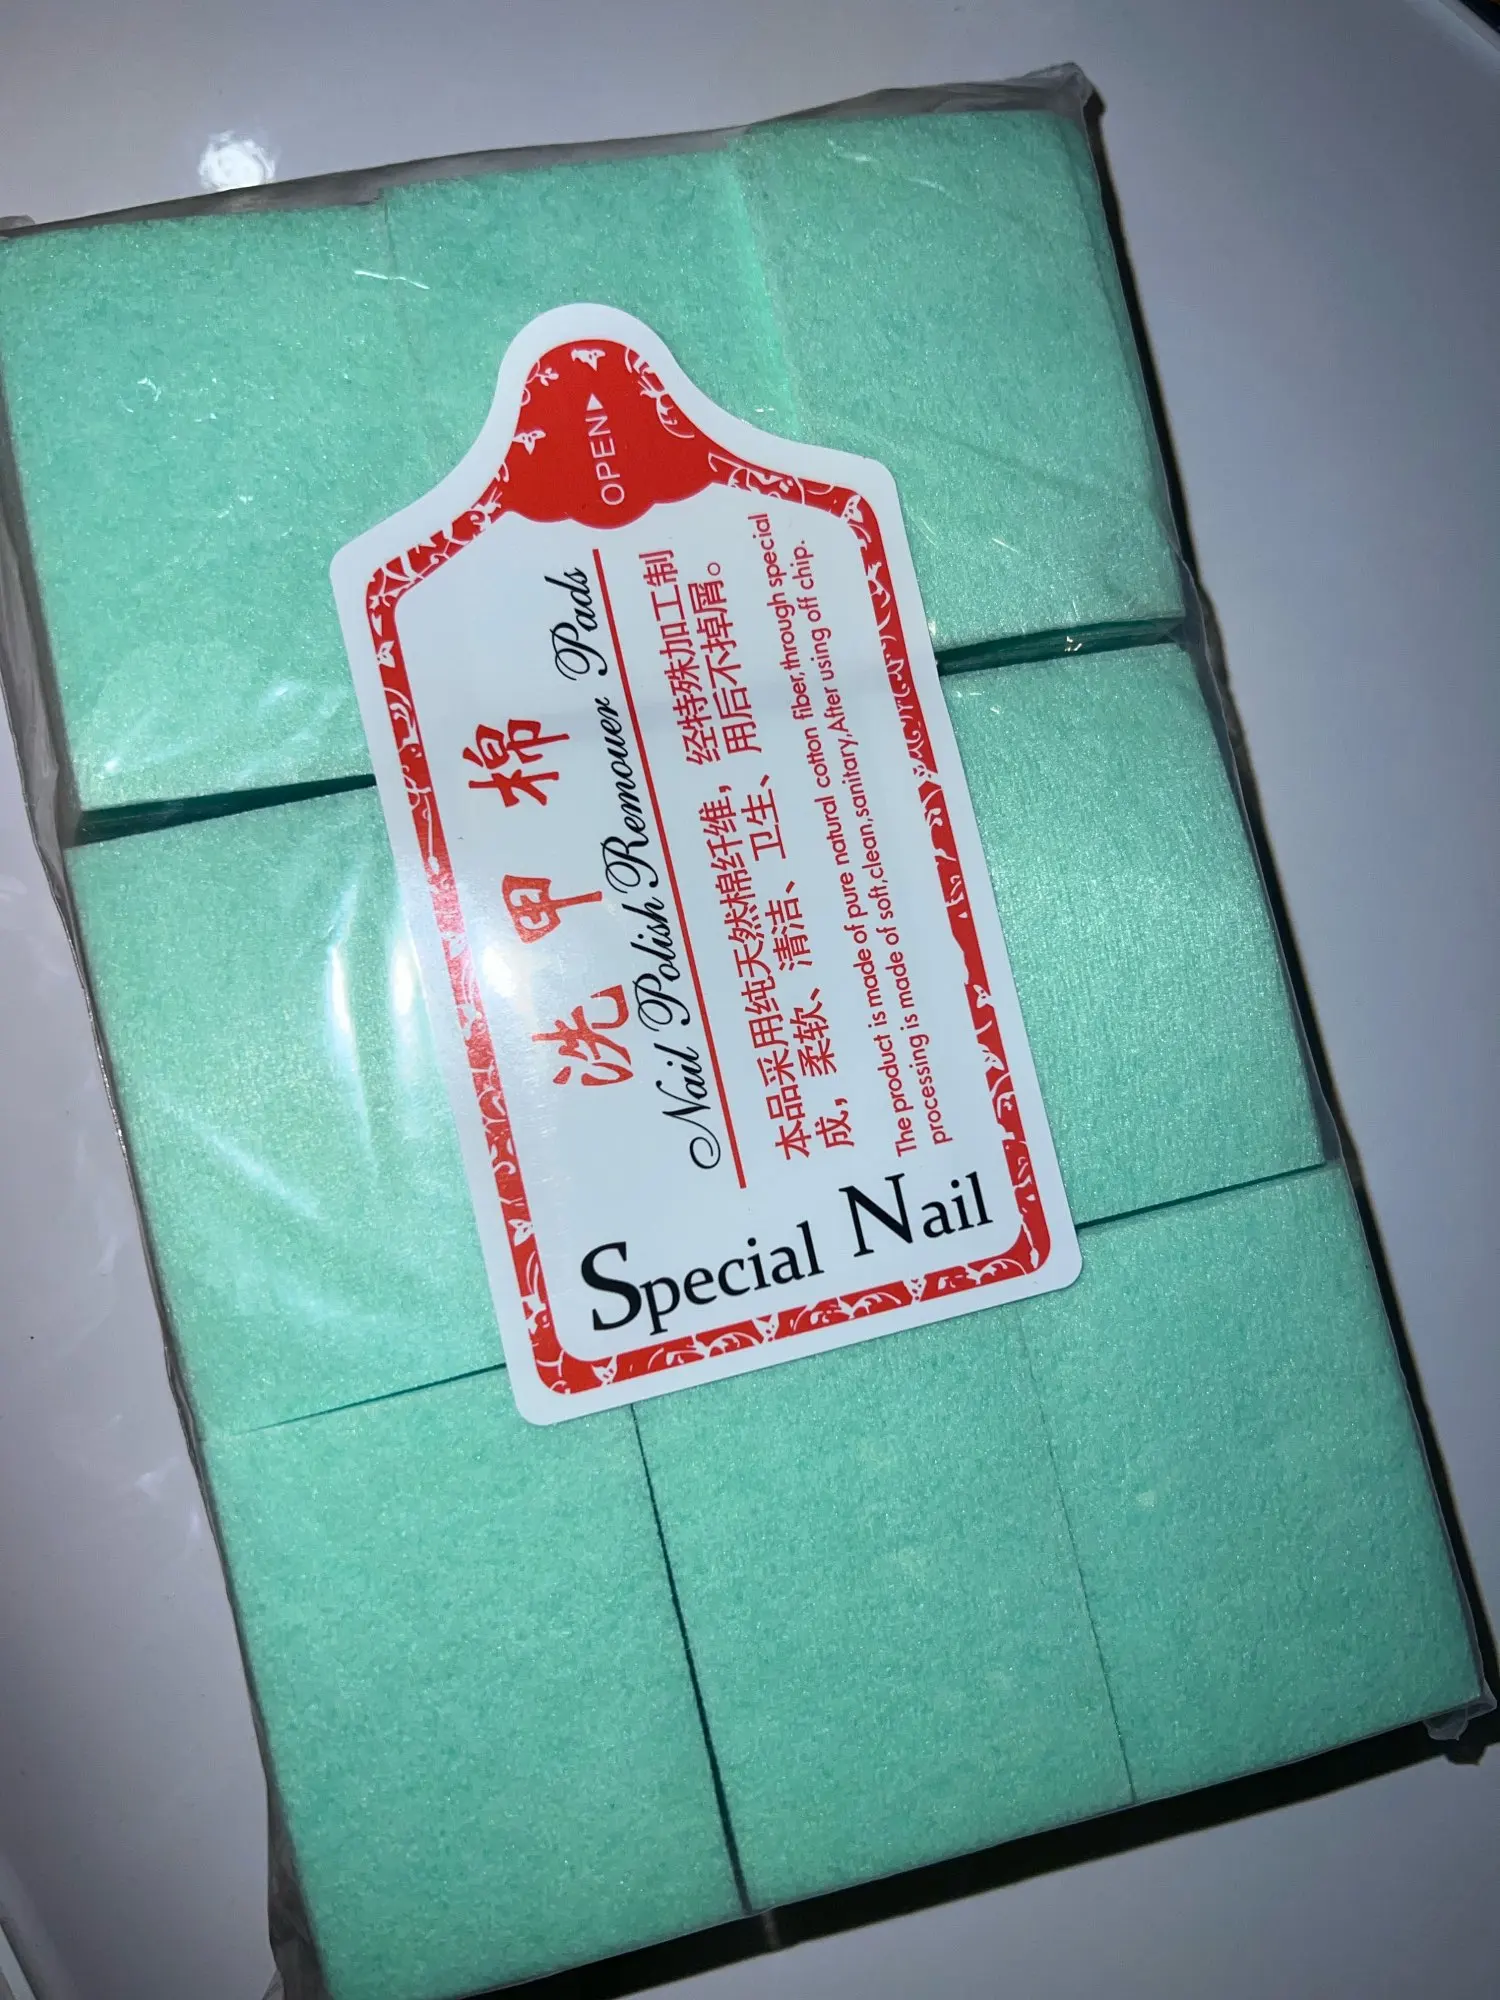 OPEN▶
洗甲棉
Nail Polish Remover Pads
本品采用纯天然棉纤维，经特殊加工制
成，柔软、清洁、卫生、用后不掉屑。
The product is made of pure natural cotton fiber,through special
processing is made of soft,clean,sanitary,After using off chip.
Special Nail